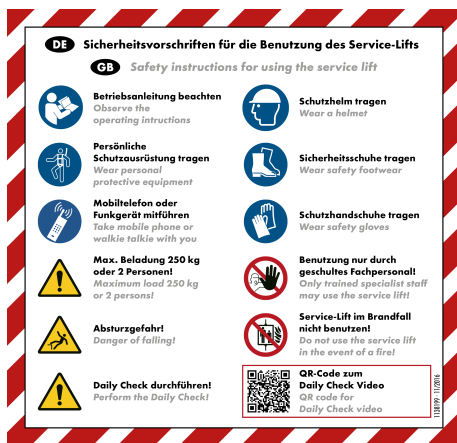 DE Sicherheitsvorschriften für die Benutzung des Service-Lifts
GB Safety instructions for using the service lift
Betriebsanleitung beachten
Observe the
operating intructions
Schutzhelm tragen
Wear a helmet
Persönliche
Schutzausrüstung tragen
Wear personal
protective equipment
Sicherheitsschuhe tragen
Wear safety footwear
Mobiltelefon oder
Funkgerät mitführen
Take mobile phone or
walkie talkie with you
Schutzhandschuhe tragen
Wear safety gloves
Max. Beladung 250 kg
oder 2 Personen!
Maximum load 250 kg
or 2 persons!
Benutzung nur durch
geschultes Fachpersonal!
Only trained specialist staff
may use the service lift!
Absturzgefahr!
Danger of falling!
Service-Lift im Brandfall
nicht benutzen!
Do not use the service lift
in the event of a fire!
Daily Check durchführen!
Perform the Daily Check!
QR-Code zum
Daily Check Video
QR code for
Daily Check video
1138199 - 11/2016